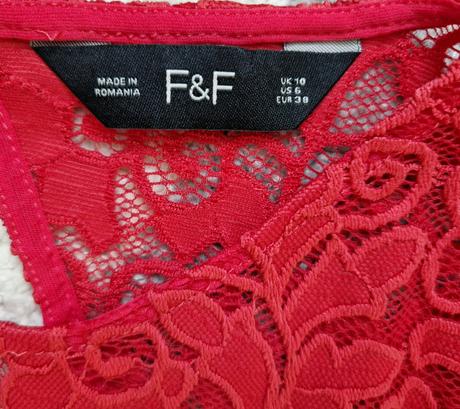 MADE IN
ROMANIA
F&F
UK 10
US 6
EUR 38